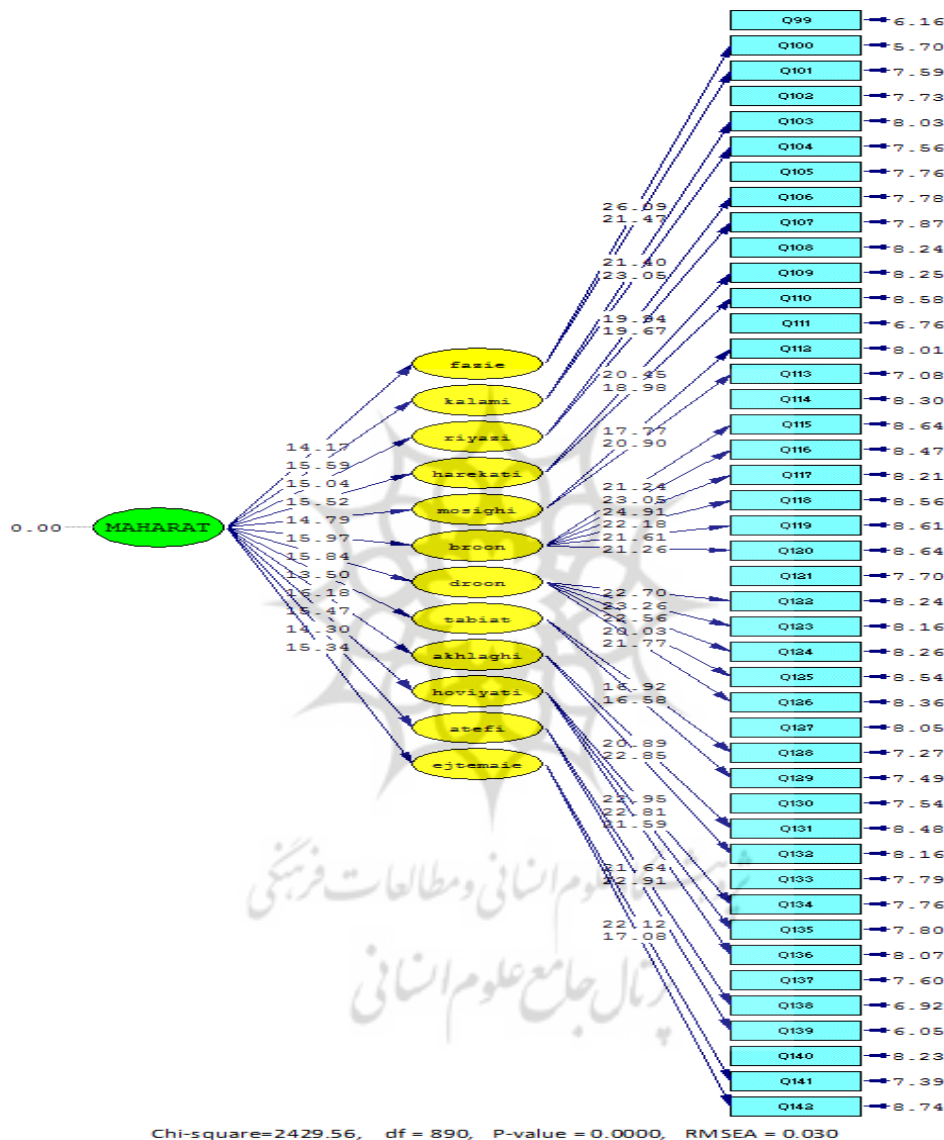 0.00
MAHARAT
14.17
15.59
15.04
15.52
14.79
15.97
15.84
13.50
16.18
15.47
14.30
15.34
fazie
kalami
riyazi
harekati
mosighi
broon
droon
tabiat
akhlaghi
hoviyati
atefi
ejtemaie
26.09
21.47
21.40
23.05
19.94
19.67
20.45
18.98
17.77
20.90
21.24
23.05
24.91
22.18
21.61
21.26
22.70
23.26
22.56
20.03
21.77
16.92
16.58
20.89
22.85
22.95
22.81
21.59
21.64
22.91
22.12
17.08
Q99 6.16
Q100 5.70
Q101 7.59
Q102 7.73
Q103 8.03
Q104 7.56
Q105 7.76
Q106 7.78
Q107 7.87
Q108 8.24
Q109 8.25
Q110 8.58
Q111 6.76
Q112 8.01
Q113 7.08
Q114 8.30
Q115 8.64
Q116 8.47
Q117 8.21
Q118 8.56
Q119 8.61
Q120 8.64
Q121 7.70
Q122 8.24
Q123 8.16
Q124 8.26
Q125 8.54
Q126 8.36
Q127 8.05
Q128 7.27
Q129 7.49
Q130 7.54
Q131 8.48
Q132 8.16
Q133 7.79
Q134 7.76
Q135 7.80
Q136 8.07
Q137 7.60
Q138 6.92
Q139 6.05
Q140 8.23
Q141 7.39
Q142 8.74
پژوهشگاه علوم انسانی و مطالعات فرهنگی
پرتال جامع علوم انسانی
Chi-square=2429.56, df = 890, P-value = 0.0000, RMSEA = 0.030